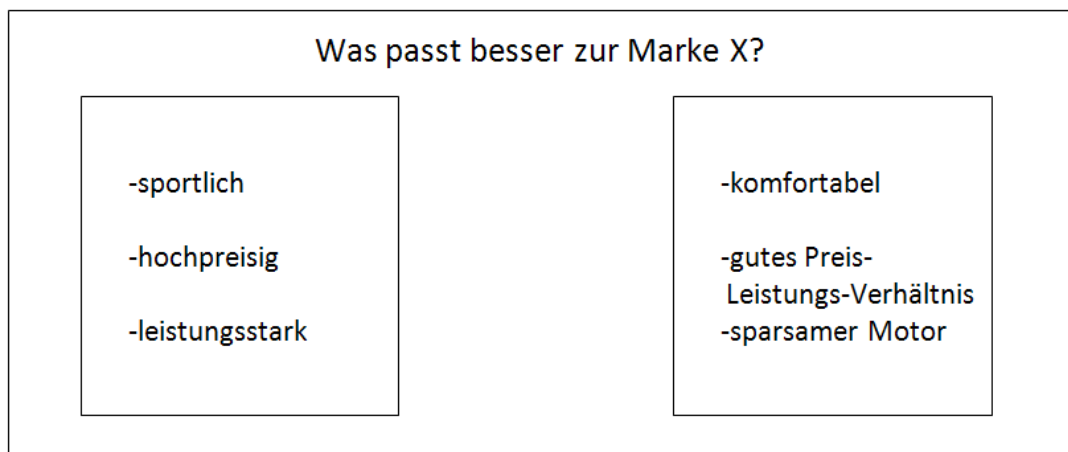 Was passt besser zur Marke X?
-sportlich
-hochpreisig
-leistungsstark
-komfortabel
-gutes Preis-
Leistungs-Verhältnis
-sparsamer Motor